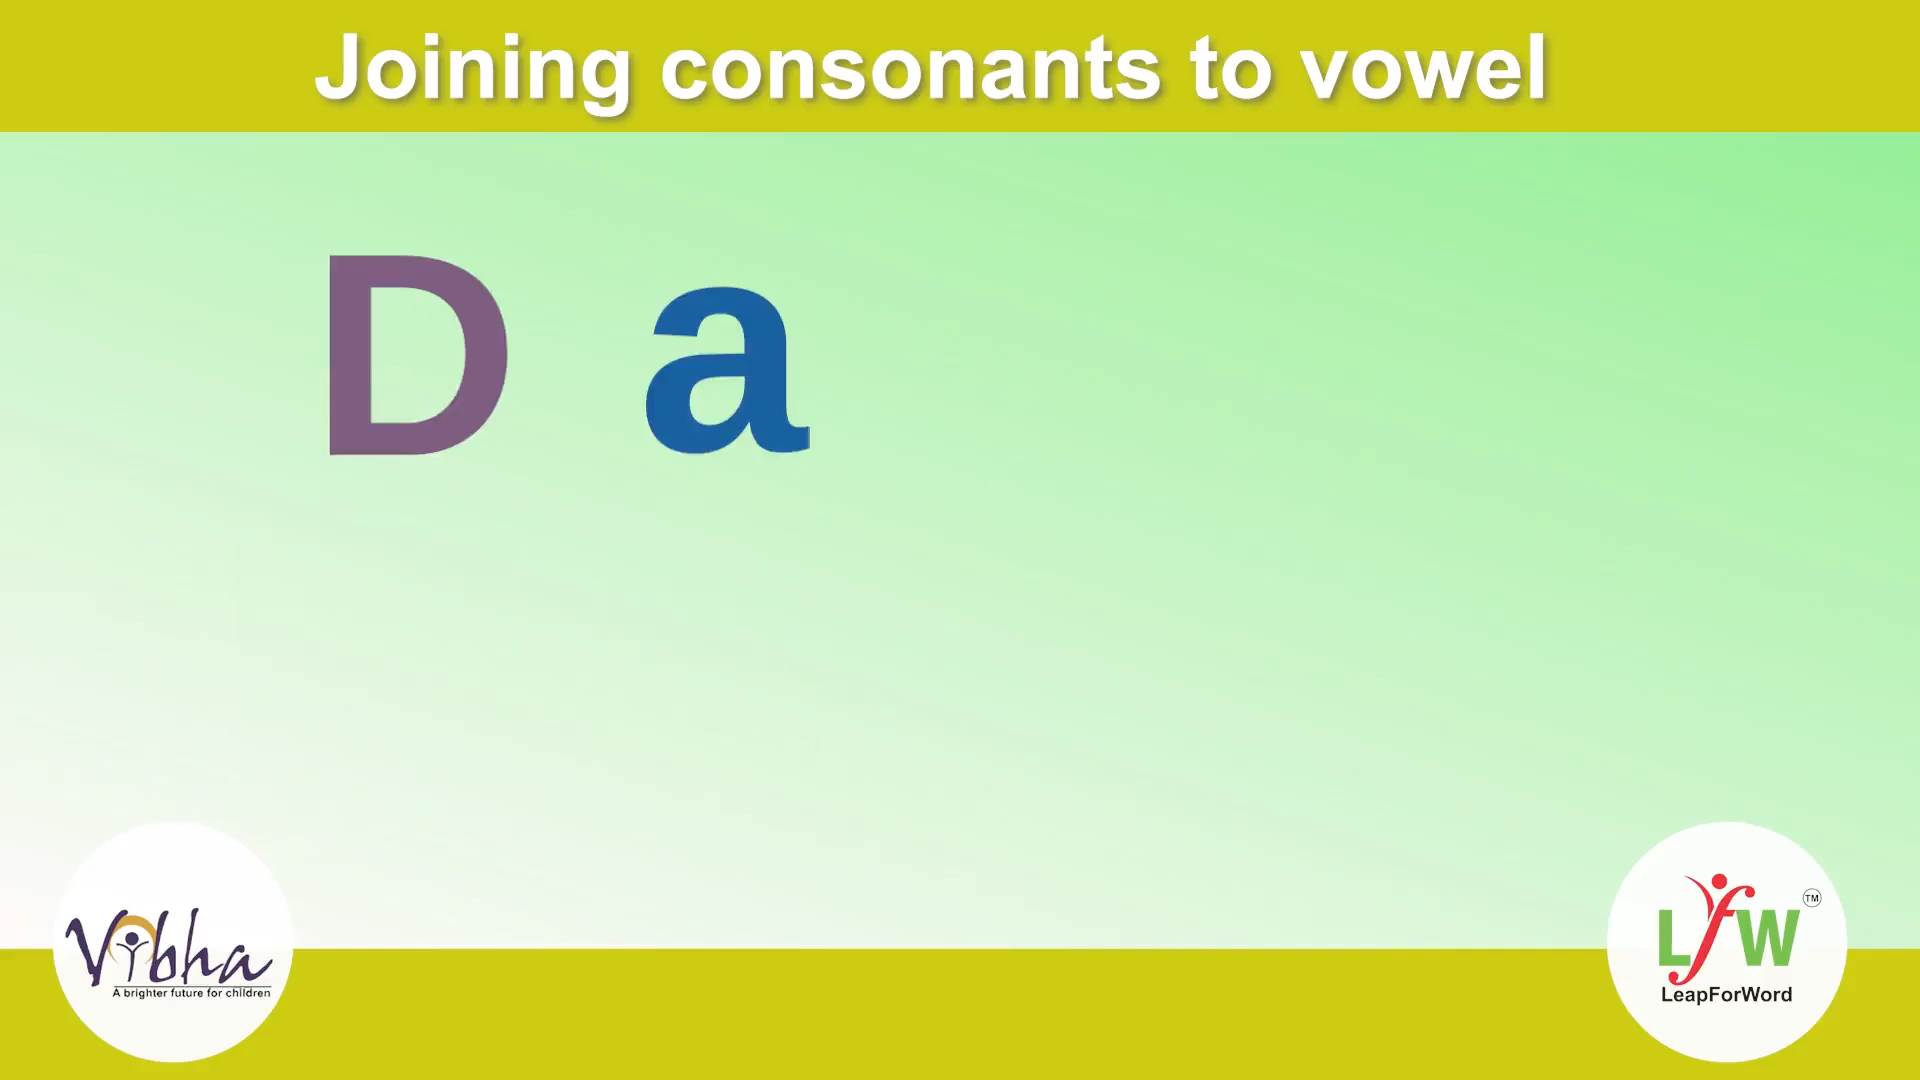 Joining consonants to vowel
D a
Vibha
A brighter future for children
LFW TM
LeapForWord